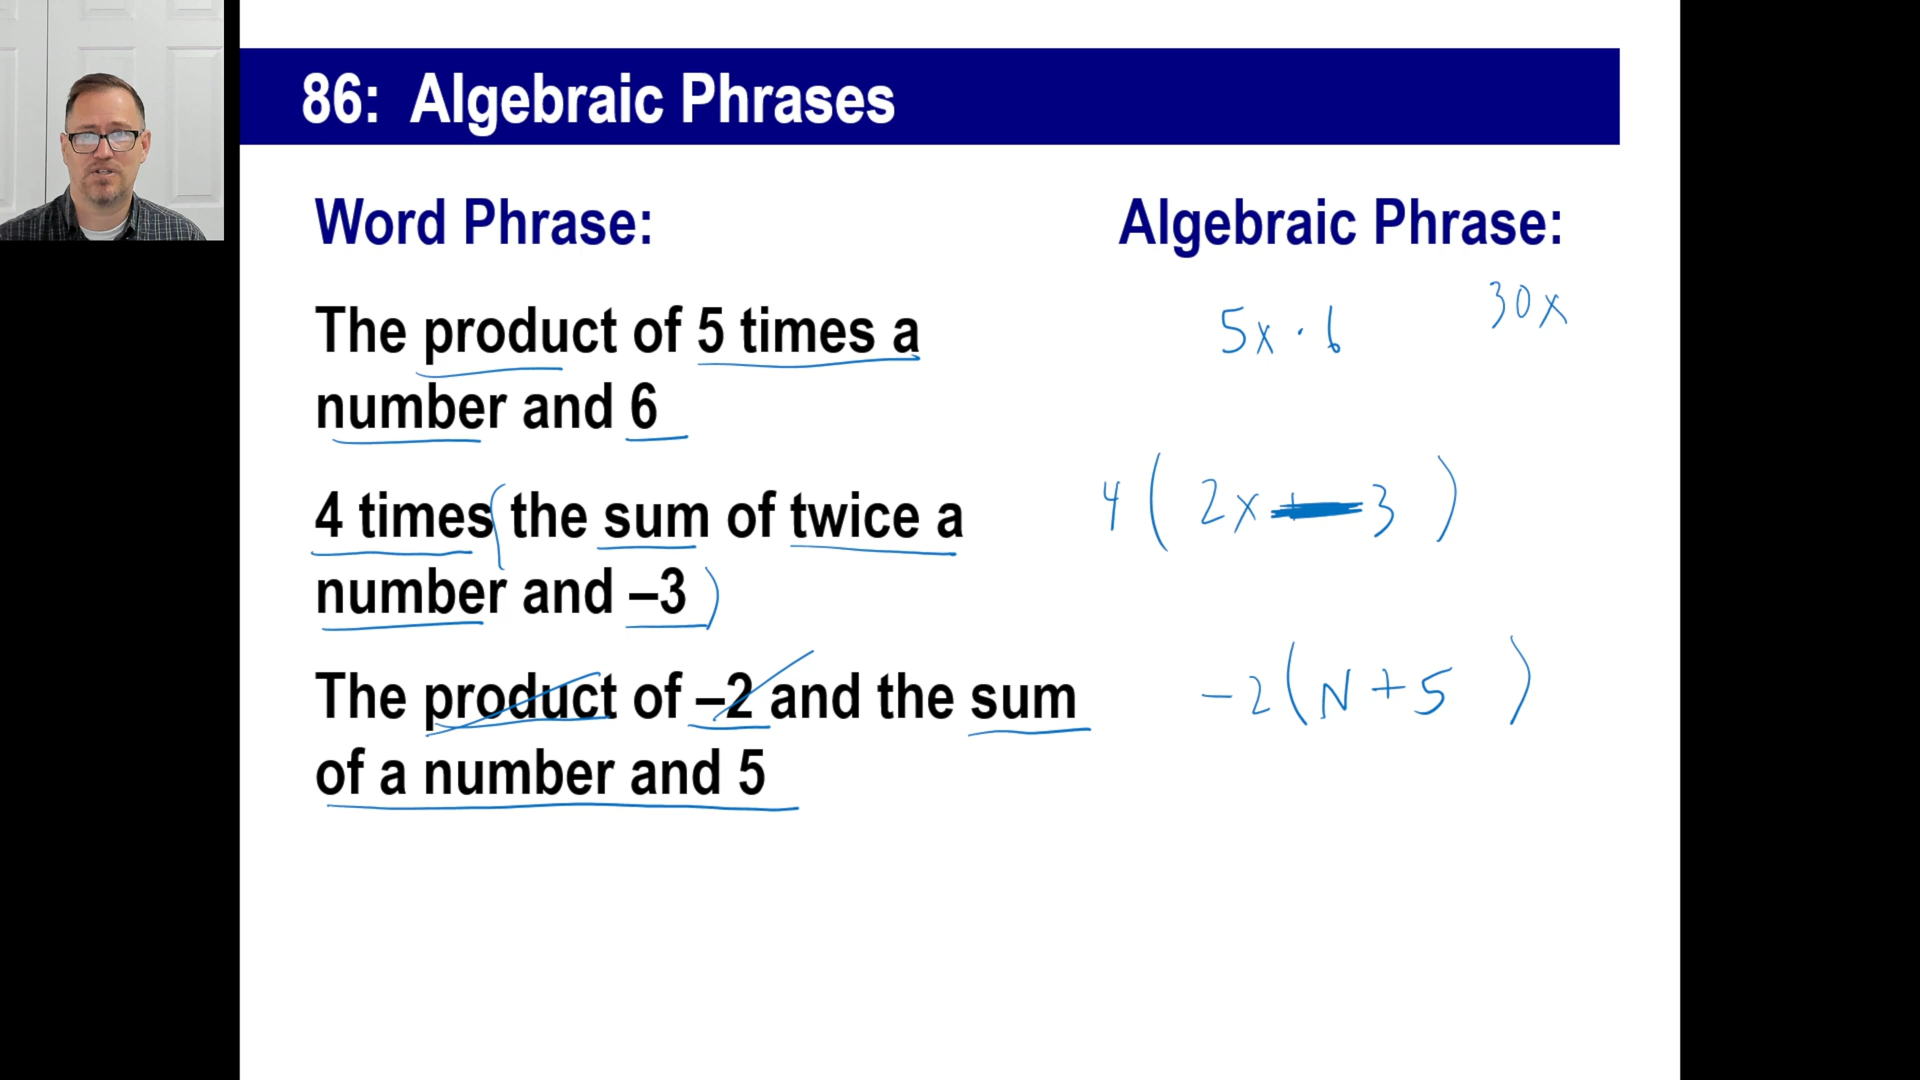 86: Algebraic Phrases
Word Phrase:
Algebraic Phrase:
The product of 5 times a
number and 6
5x · 6
30x
4 times the sum of twice a
number and –3
4 ( 2x – 3 )
The product of –2 and the sum
of a number and 5
-2 ( N + 5 )